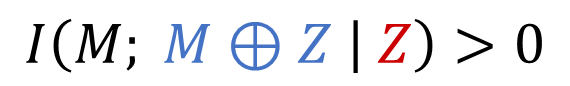 I(M; M ⊕ Z | Z) > 0